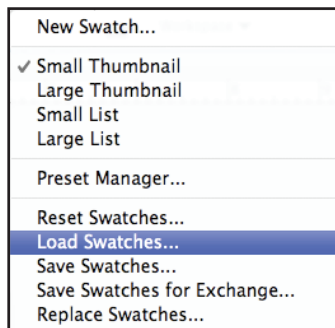 New Swatch...
✓ Small Thumbnail
Large Thumbnail
Small List
Large List
Preset Manager...
Reset Swatches...
Load Swatches...
Save Swatches...
Save Swatches for Exchange...
Replace Swatches...